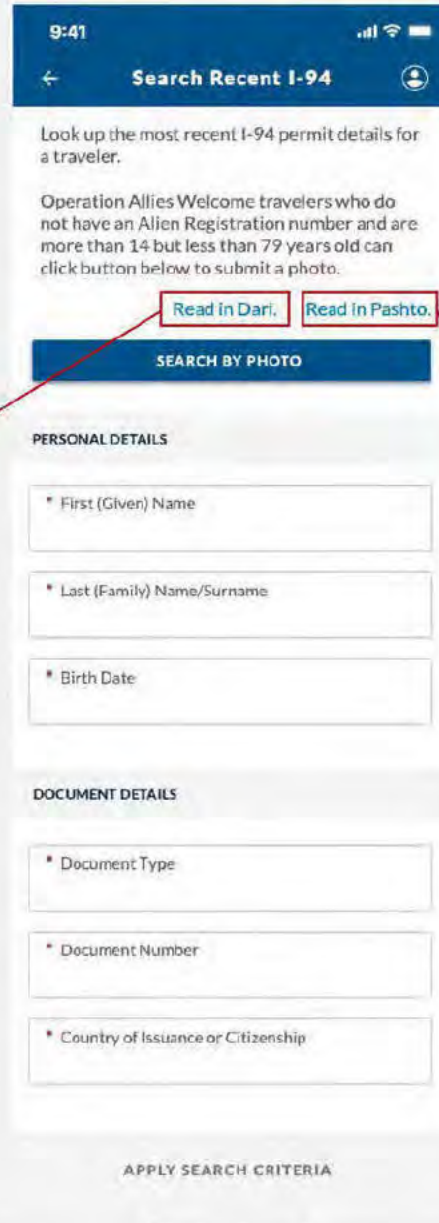 9:41
Search Recent I-94
Look up the most recent I-94 permit details for
a traveler.
Operation Allies Welcome travelers who do
not have an Alien Registration number and are
more than 14 but less than 79 years old can
click button below to submit a photo.
Read in Dari. Read in Pashto.
SEARCH BY PHOTO
PERSONAL DETAILS
* First (Given) Name
* Last (Family) Name/Surname
* Birth Date
DOCUMENT DETAILS
* Document Type
* Document Number
* Country of Issuance or Citizenship
APPLY SEARCH CRITERIA